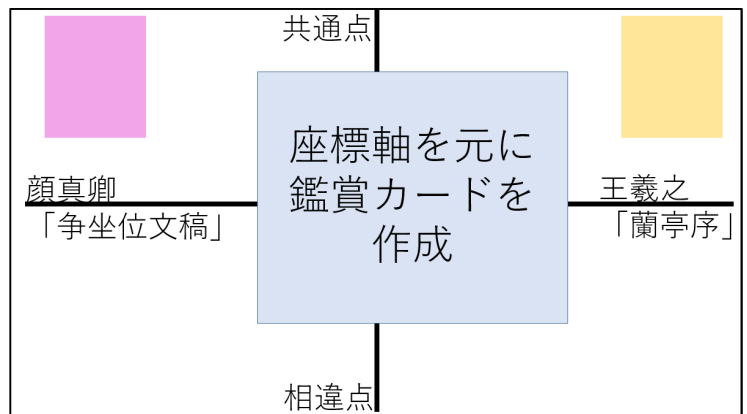 共通点
座標軸を元に
鑑賞カードを
作成
顔真卿
「争坐位文稿」
王羲之
「蘭亭序」
相違点